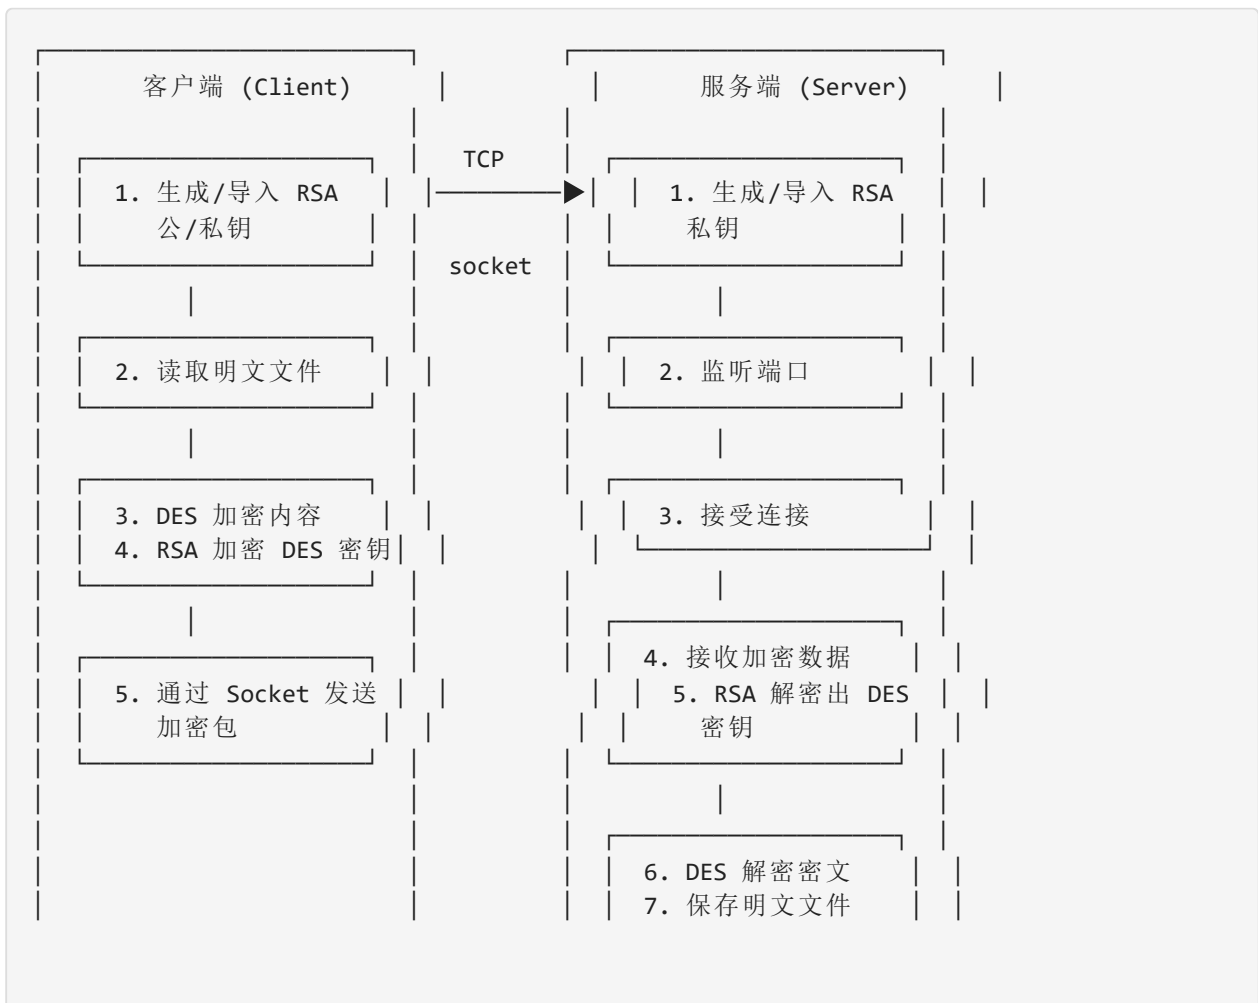 客户端 (Client) 服务端 (Server)
TCP
1. 生成/导入 RSA 1. 生成/导入 RSA
公/私钥 私钥
socket
2. 读取明文文件 2. 监听端口
3. DES 加密内容 3. 接受连接
4. RSA 加密 DES 密钥
4. 接收加密数据
5. 通过 Socket 发送 5. RSA 解密出 DES
加密包 密钥
6. DES 解密密文
7. 保存明文文件